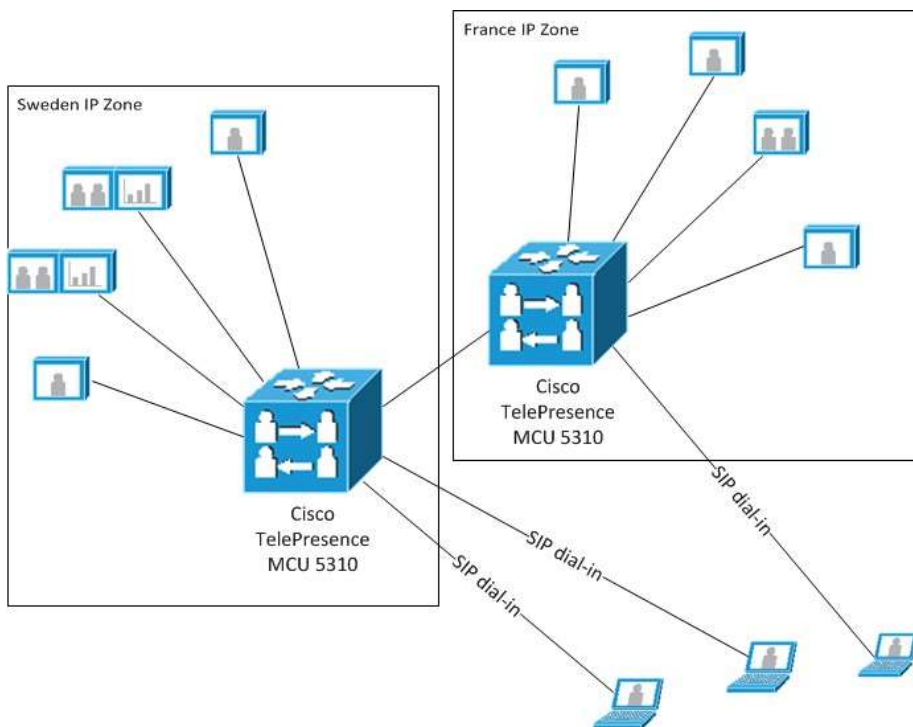 France IP Zone
Sweden IP Zone
Cisco
TelePresence
MCU 5310
Cisco
TelePresence
MCU 5310
SIP dial-in
SIP dial-in
SIP dial-in